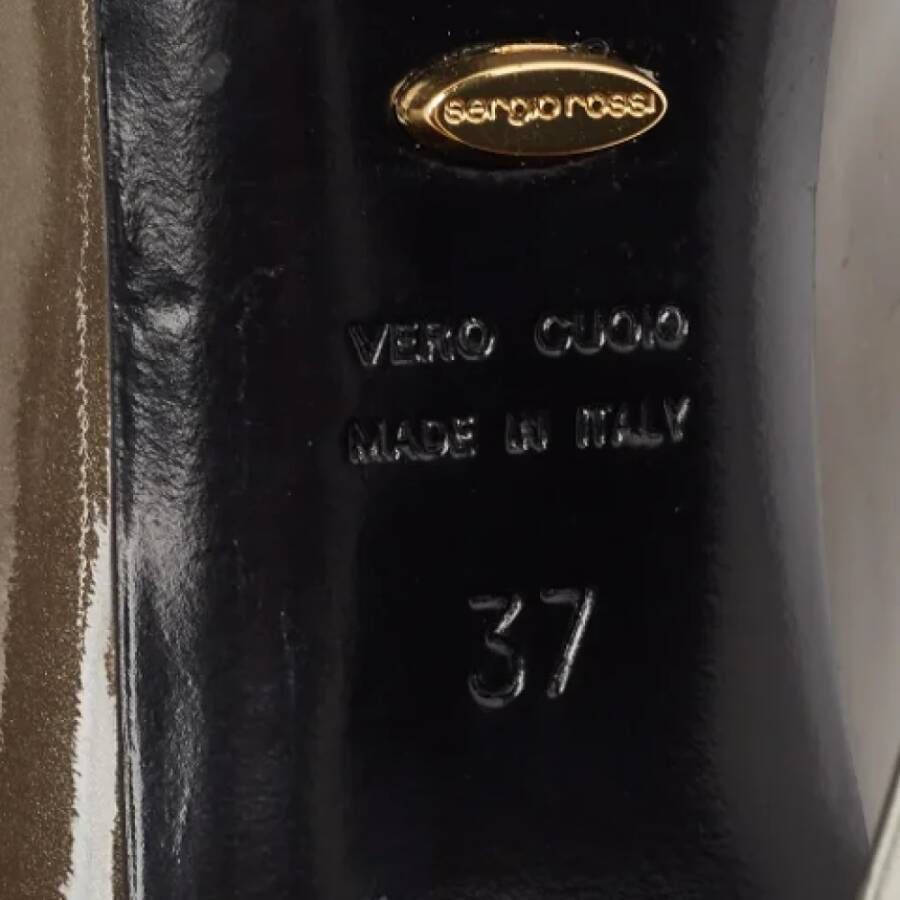 sergio rossi
VERO CUOIO
MADE IN ITALY
37